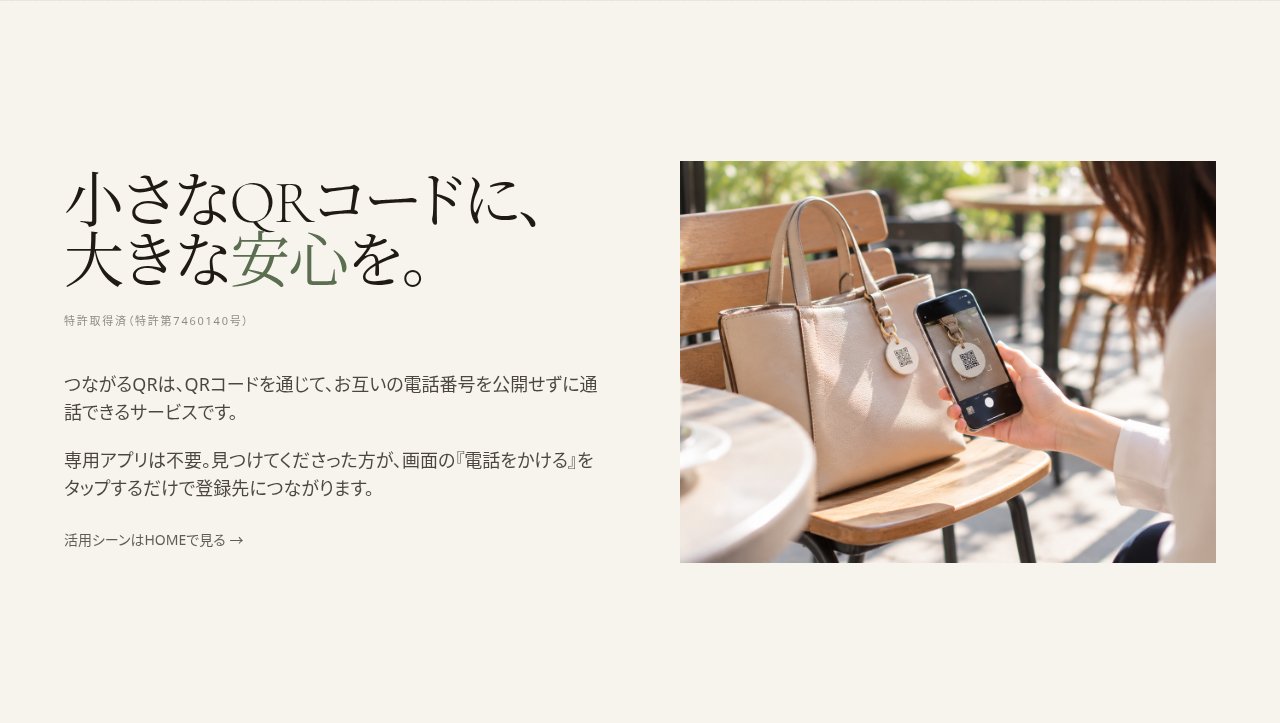 小さなQRコードに、
大きな安心を。
特許取得済（特許第7460140号）
つながるQRは、QRコードを通じて、お互いの電話番号を公開せずに通
話できるサービスです。
専用アプリは不要。見つけてくださった方が、画面の『電話をかける』を
タップするだけで登録先につながります。
活用シーンはHOMEで見る →